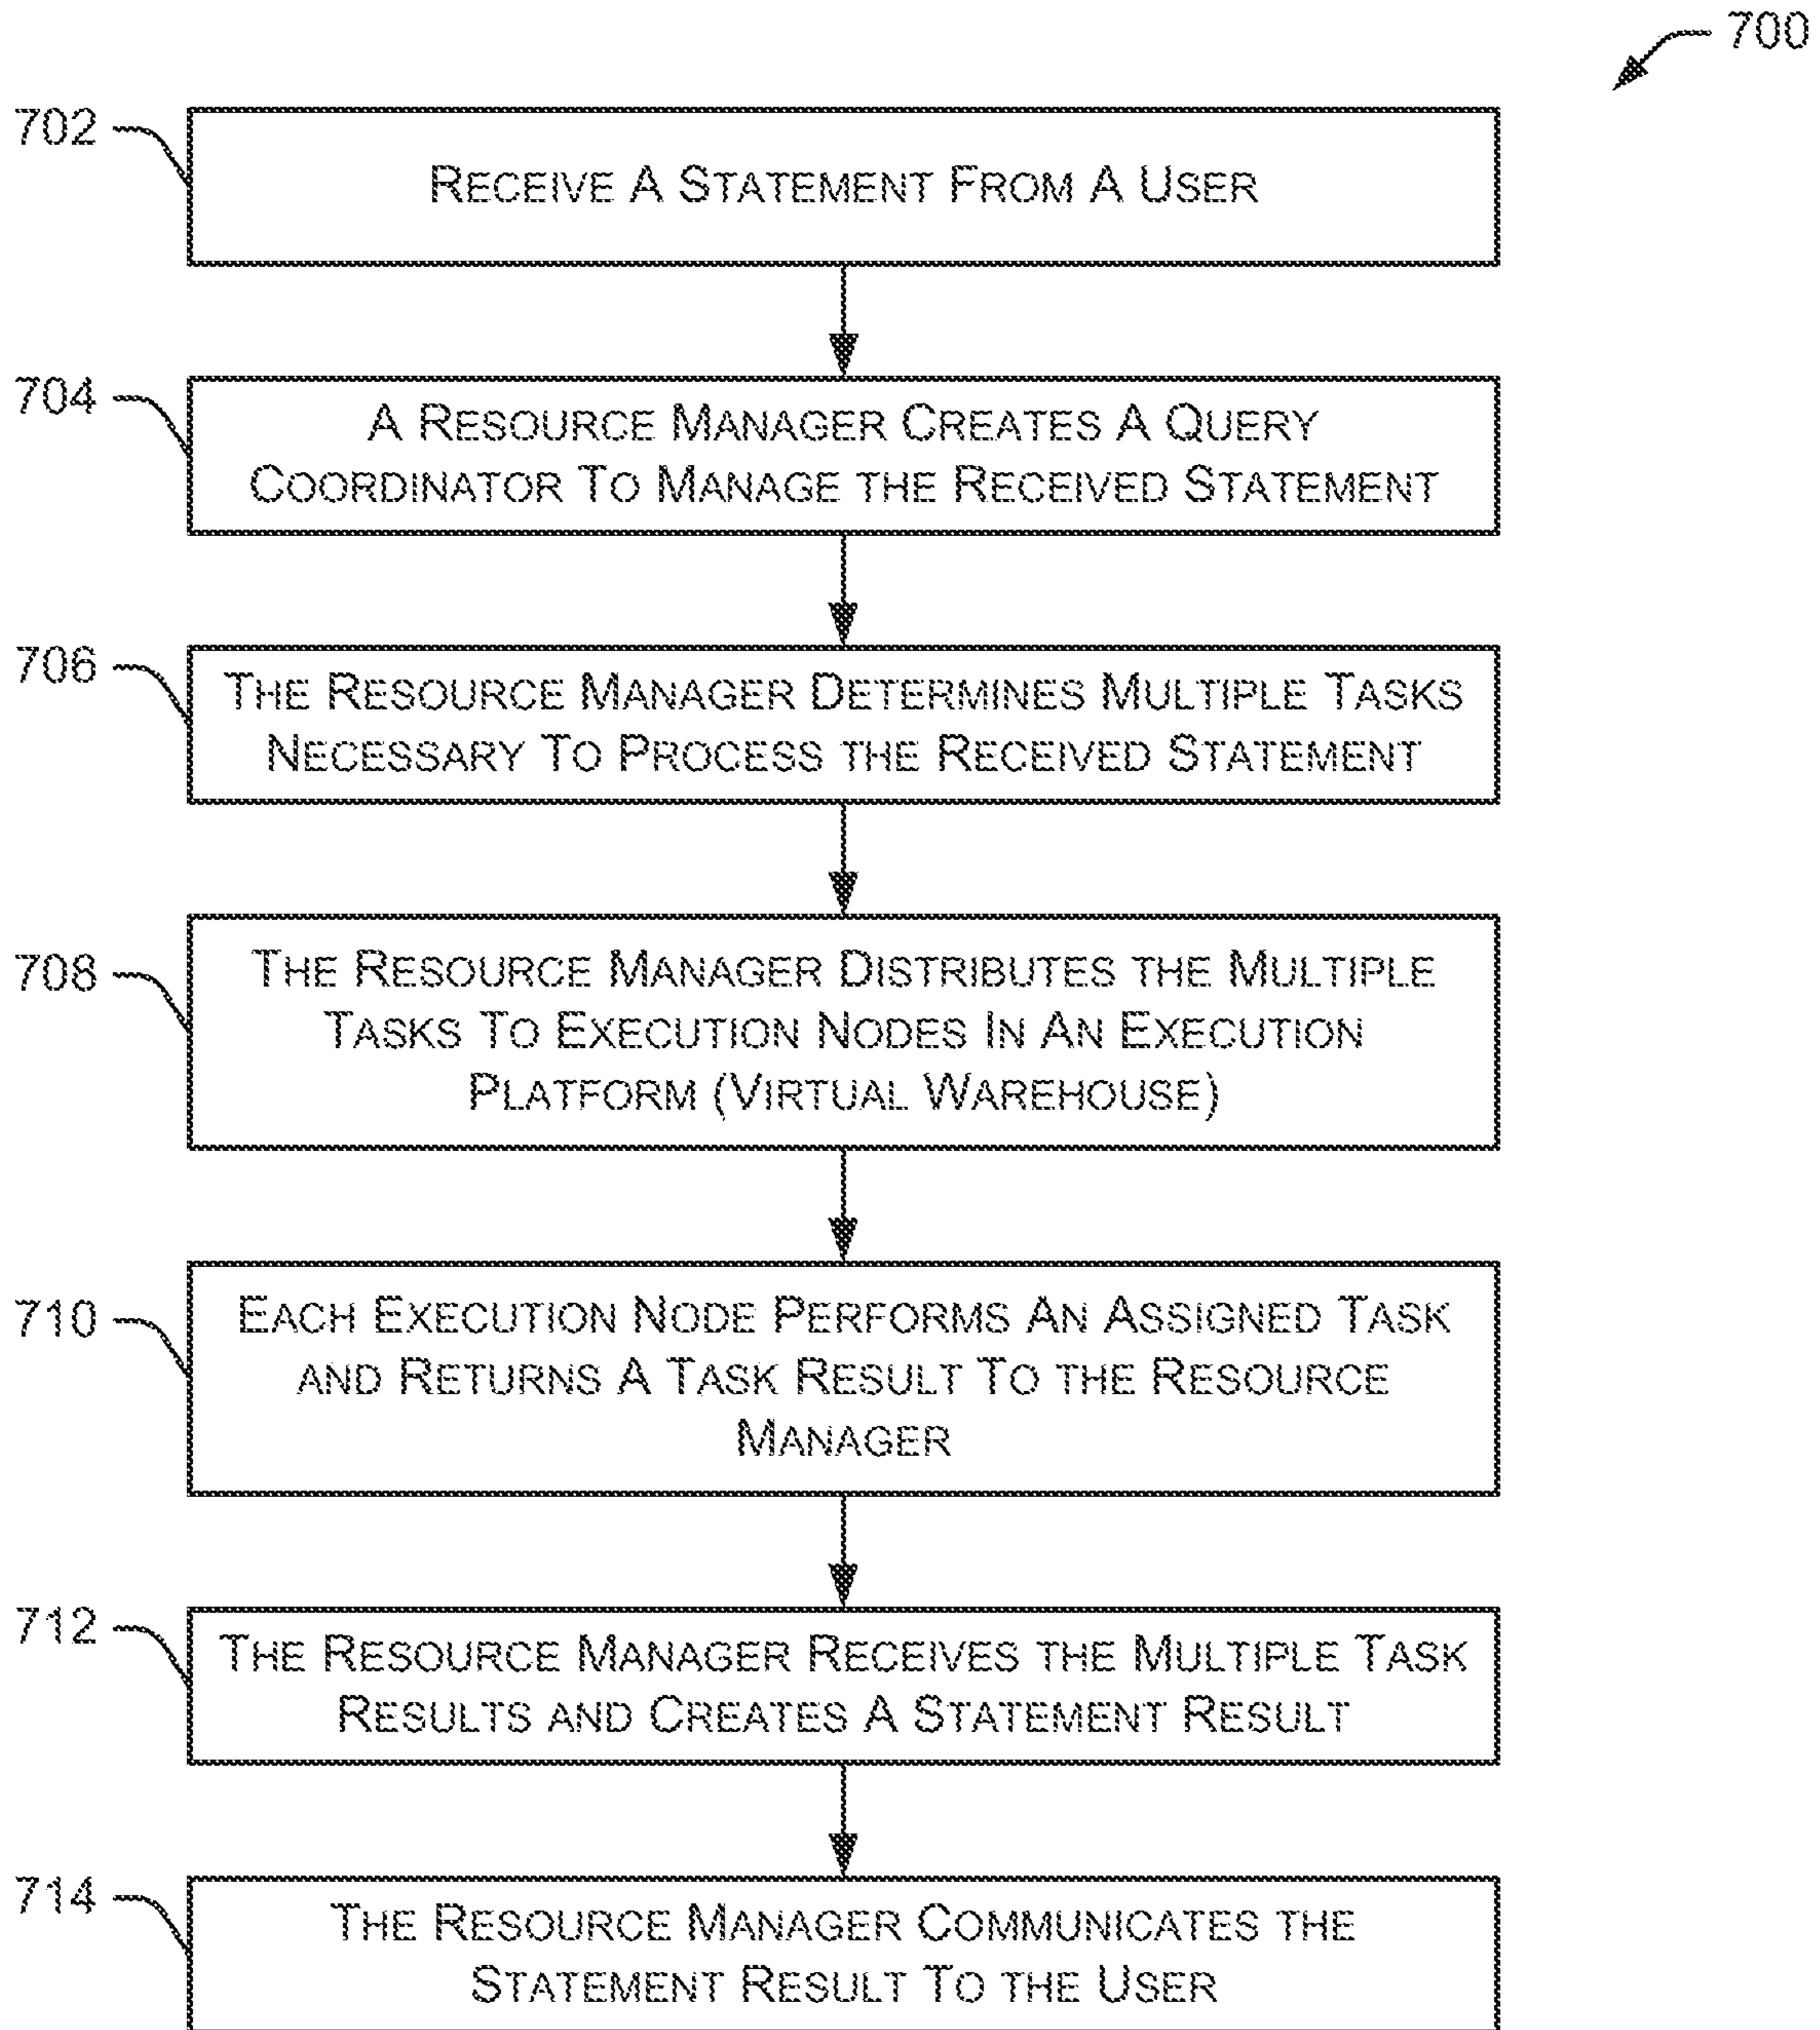 700
702
RECEIVE A STATEMENT FROM A USER
704
A RESOURCE MANAGER CREATES A QUERY
COORDINATOR TO MANAGE THE RECEIVED STATEMENT
706
THE RESOURCE MANAGER DETERMINES MULTIPLE TASKS
NECESSARY TO PROCESS THE RECEIVED STATEMENT
708
THE RESOURCE MANAGER DISTRIBUTES THE MULTIPLE
TASKS TO EXECUTION NODES IN AN EXECUTION
PLATFORM (VIRTUAL WAREHOUSE)
710
EACH EXECUTION NODE PERFORMS AN ASSIGNED TASK
AND RETURNS A TASK RESULT TO THE RESOURCE
MANAGER
712
THE RESOURCE MANAGER RECEIVES THE MULTIPLE TASK
RESULTS AND CREATES A STATEMENT RESULT
714
THE RESOURCE MANAGER COMMUNICATES THE
STATEMENT RESULT TO THE USER